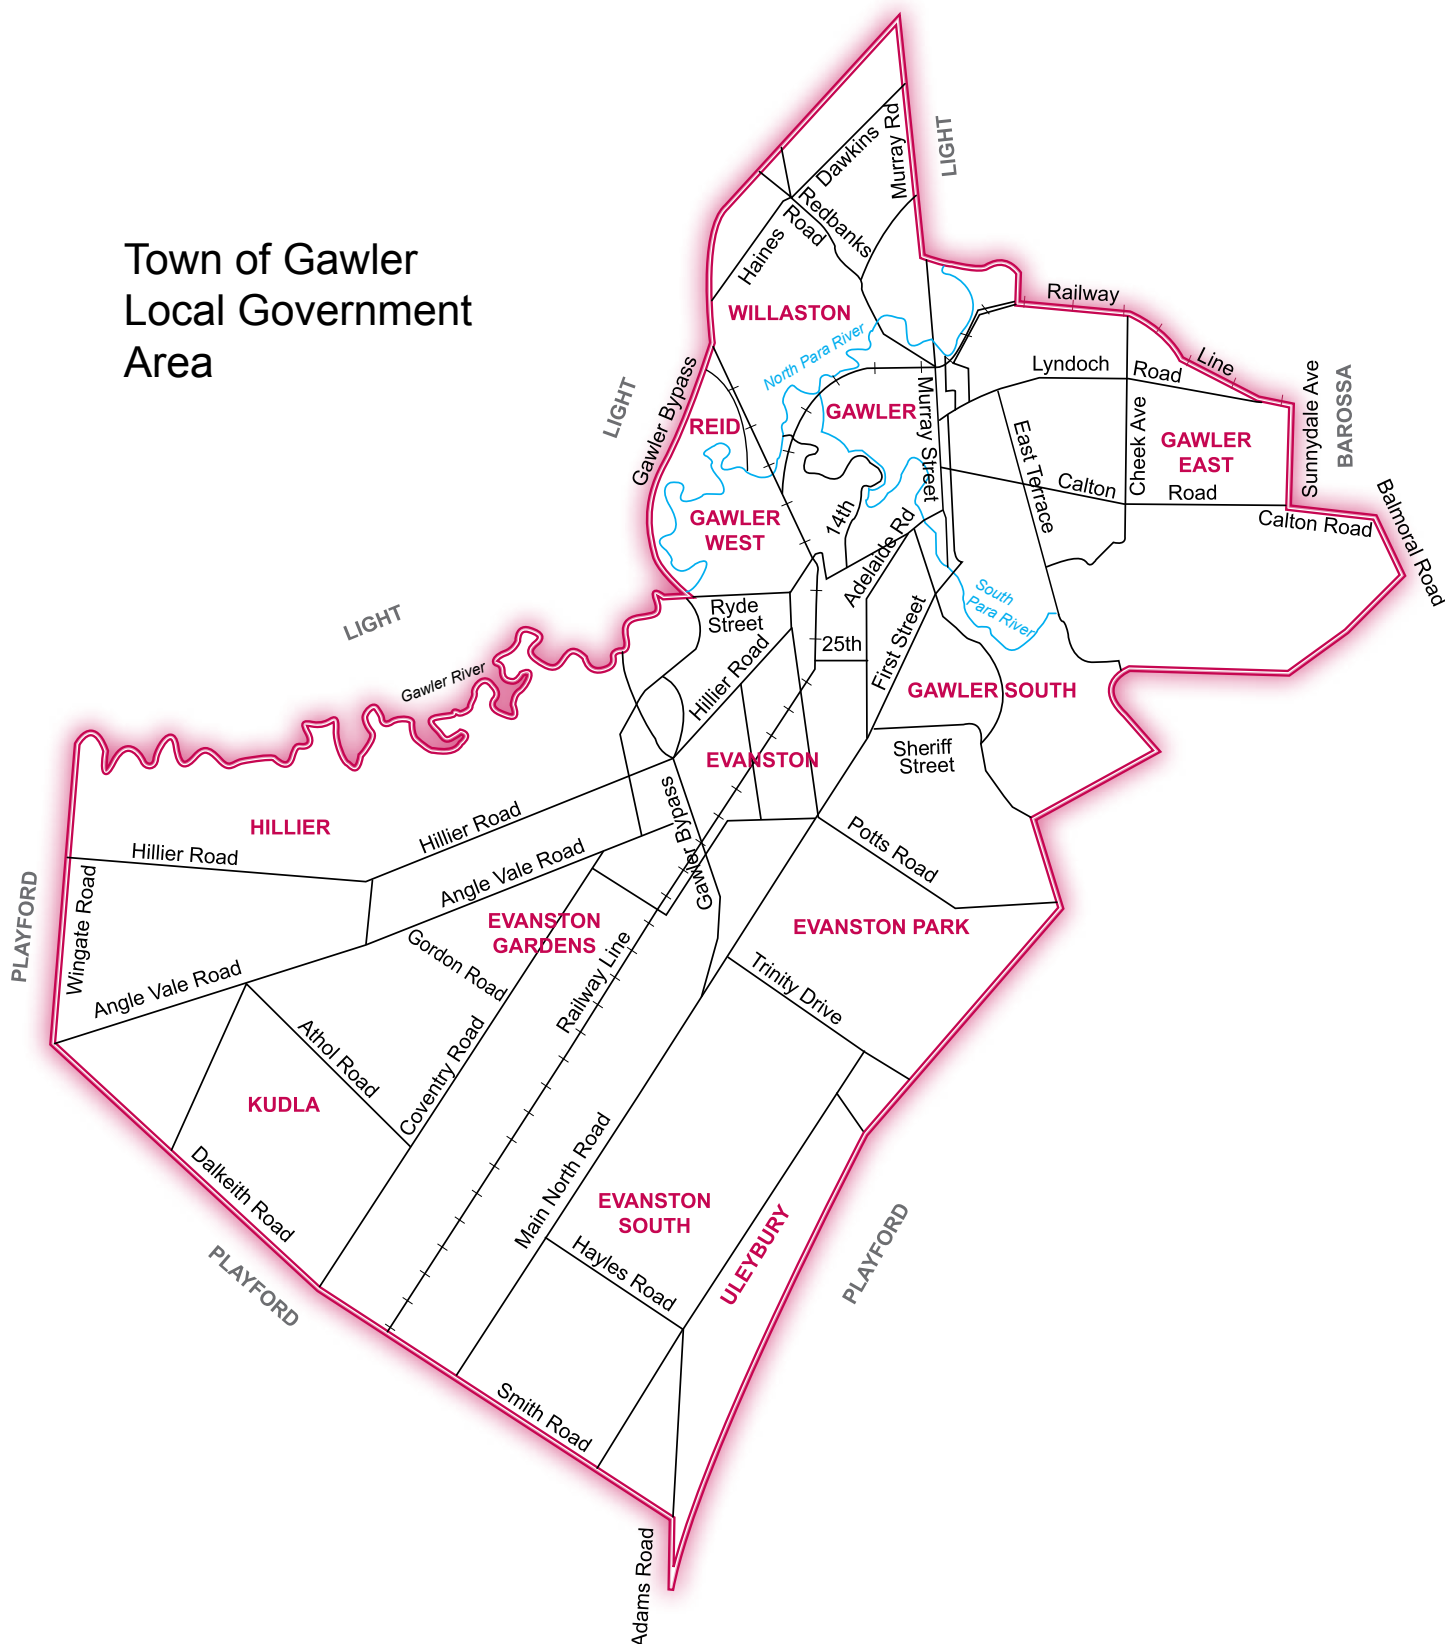 Town of Gawler
Local Government
Area
LIGHT
Dawkins
Murray Rd
Redbanks
Road
Haines
WILLASTON
North Para River
Railway
Line
Lyndoch
Road
Sunnydale Ave
BAROSSA
LIGHT
Gawler Bypass
REID
GAWLER
Murray Street
East Terrace
Cheek Ave
GAWLER
EAST
Calton
Road
Calton Road
Balmoral Road
GAWLER
WEST
14th
Adelaide Rd
South
Para River
LIGHT
Gawler River
Ryde
Street
Hillier Road
25th
First Street
GAWLER SOUTH
EVANSTON
Sheriff
Street
HILLIER
Hillier Road
Hillier Road
Gawler Bypass
Potts Road
Angle Vale Road
PLAYFORD
Wingate Road
EVANSTON
GARDENS
EVANSTON PARK
Gordon Road
Railway Line
Trinity Drive
Angle Vale Road
Athol Road
Coventry Road
KUDLA
Dalkeith Road
Main North Road
EVANSTON
SOUTH
Hayles Road
ULEYBURY
PLAYFORD
PLAYFORD
Smith Road
Adams Road